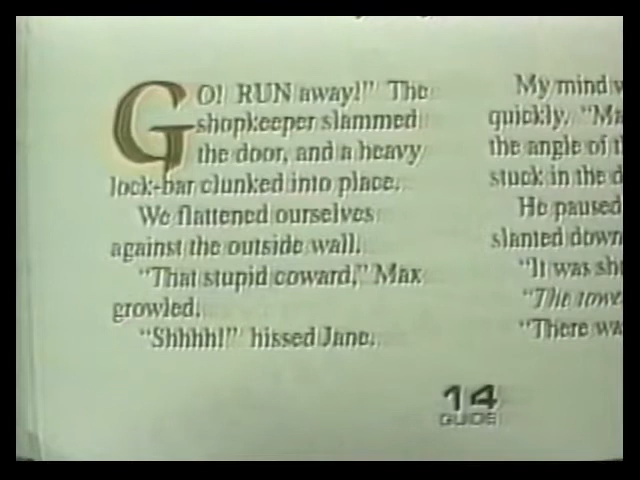 GO! RUN away!" The
shopkeeper slammed
the door, and a heavy
lock-bar clunked into place.
We flattened ourselves
against the outside wall.
"That stupid coward," Max
growled.
"Shhhh!" hissed Jane.
My mind
quickly.
the angle of
stuck in the
He paused
slanted down
"It was
"The
"There
14
GUIDE